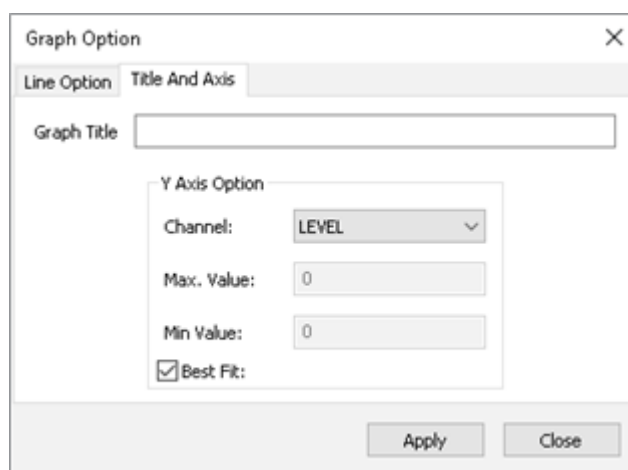 Graph Option
Line Option Title And Axis
Graph Title
Y Axis Option
Channel: LEVEL
Max. Value: 0
Min Value: 0
Best Fit:
Apply Close